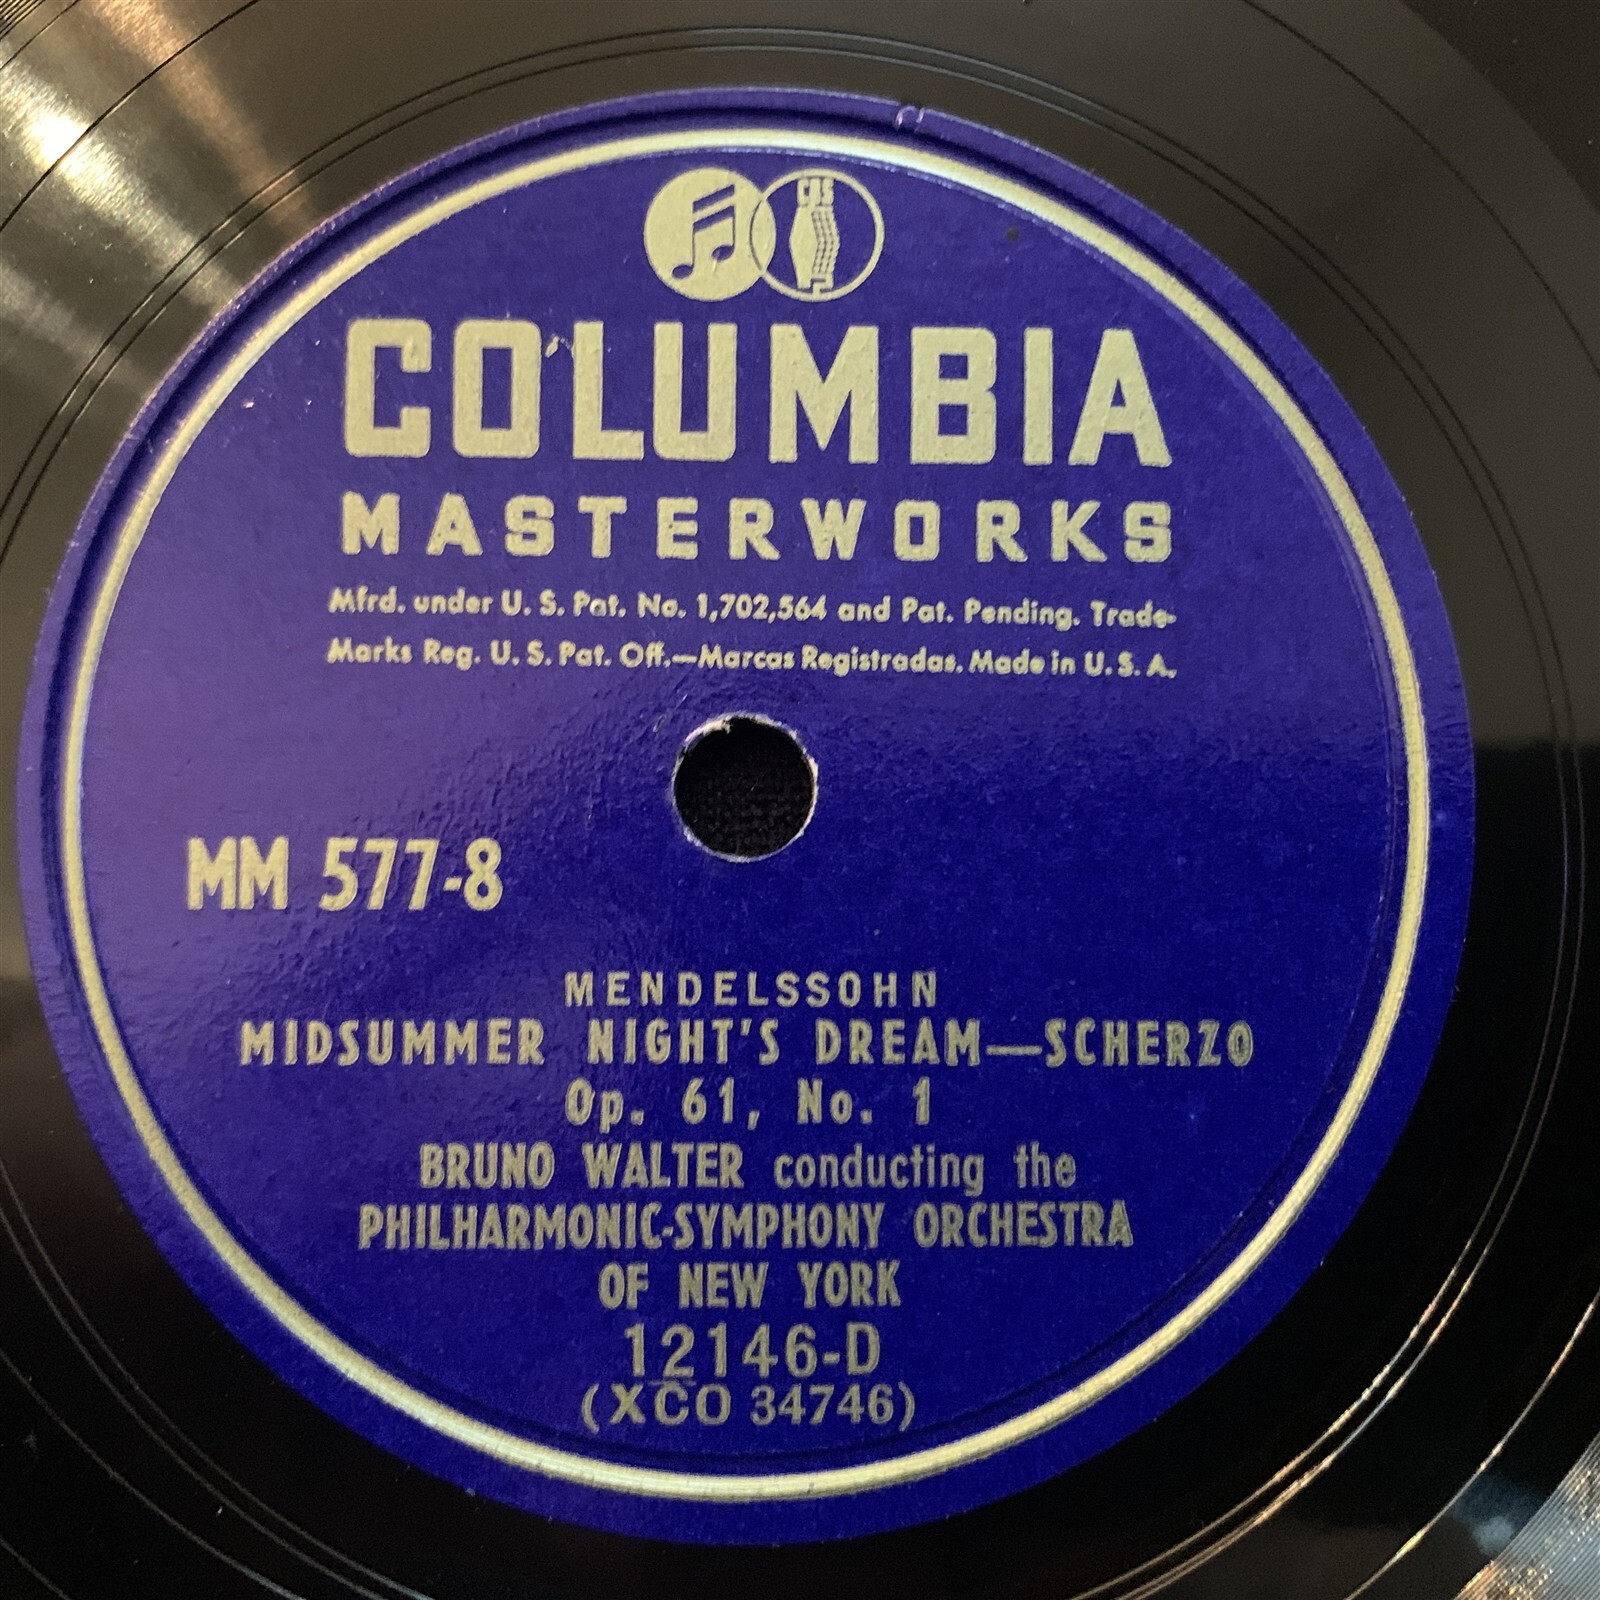 CBS
COLUMBIA
MASTERWORKS
Mfrd. under U. S. Pat. No. 1,702,564 and Pat. Pending. Trade-
Marks Reg. U. S. Pat. Off.—Marcas Registradas. Made in U. S. A.
MM 577-8
MENDELSSOHN
MIDSUMMER NIGHT'S DREAM—SCHERZO
Op. 61, No. 1
BRUNO WALTER conducting the
PHILHARMONIC-SYMPHONY ORCHESTRA
OF NEW YORK
12146-D
(XCO 34746)